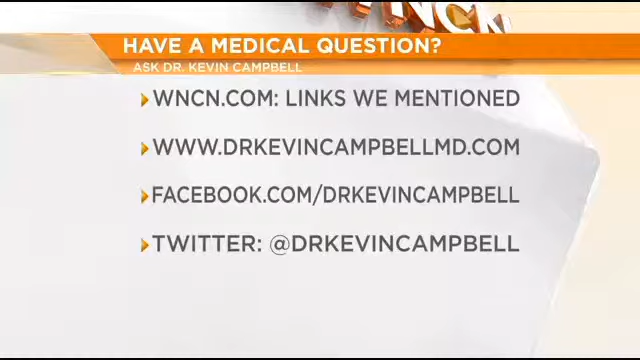 WNCN
HAVE A MEDICAL QUESTION?
ASK DR. KEVIN CAMPBELL
WNCN.COM: LINKS WE MENTIONED
WWW.DRKEVINCAMPBELLMD.COM
FACEBOOK.COM/DRKEVINCAMPBELL
TWITTER: @DRKEVINCAMPBELL